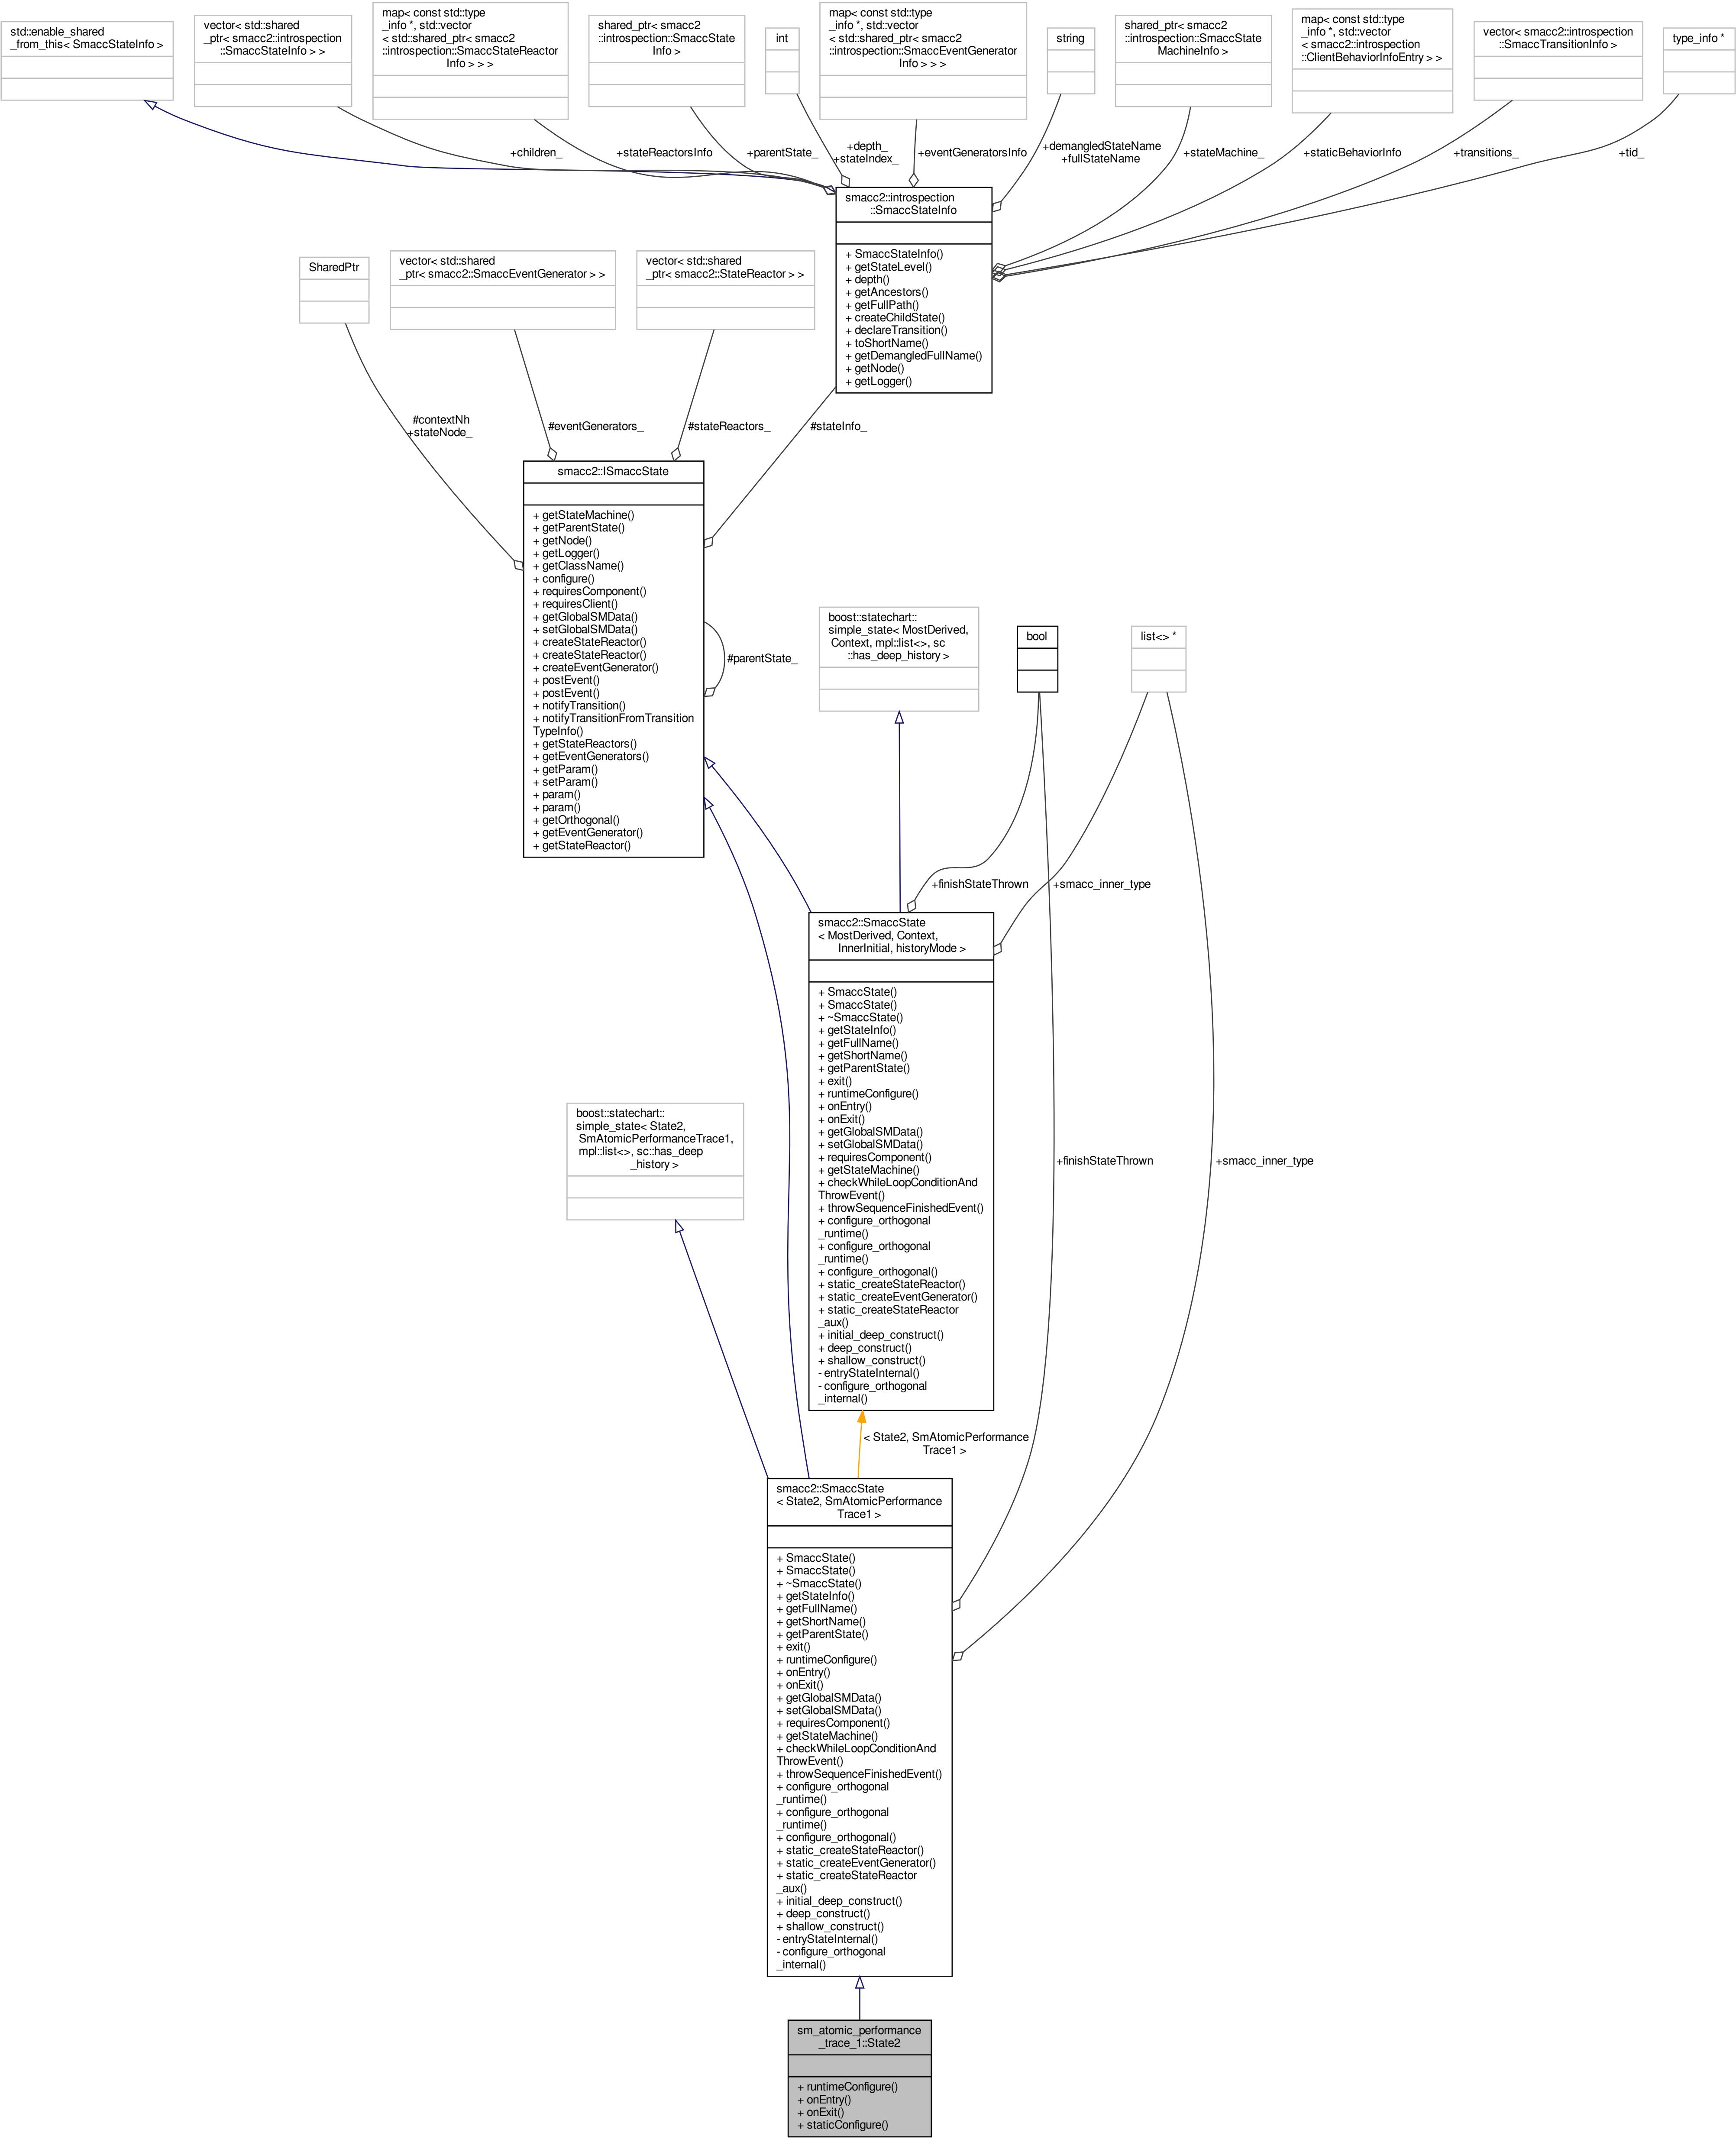 std::enable_shared
_from_this< SmaccStateInfo >
vector< std::shared
_ptr< smacc2::introspection
::SmaccStateInfo > >
map< const std::type
_info *, std::vector
< std::shared_ptr< smacc2
::introspection::SmaccStateReactor
Info > > >
shared_ptr< smacc2
::introspection::SmaccState
Info >
int
map< const std::type
_info *, std::vector
< std::shared_ptr< smacc2
::introspection::SmaccEventGenerator
Info > > >
string
shared_ptr< smacc2
::introspection::SmaccState
MachineInfo >
map< const std::type
_info *, std::vector
< smacc2::introspection
::ClientBehaviorInfoEntry > >
vector< smacc2::introspection
::SmaccTransitionInfo >
type_info *
+children_
+stateReactorsInfo
+parentState_
+depth_
+stateIndex_
+eventGeneratorsInfo
+demangledStateName
+fullStateName
+stateMachine_
+staticBehaviorInfo
+transitions_
+tid_
smacc2::introspection
::SmaccStateInfo
+ SmaccStateInfo()
+ getStateLevel()
+ depth()
+ getAncestors()
+ getFullPath()
+ createChildState()
+ declareTransition()
+ toShortName()
+ getDemangledFullName()
+ getNode()
+ getLogger()
SharedPtr
vector< std::shared
_ptr< smacc2::SmaccEventGenerator > >
vector< std::shared
_ptr< smacc2::StateReactor > >
#contextNh
+stateNode_
#eventGenerators_
#stateReactors_
#stateInfo_
smacc2::ISmaccState
+ getStateMachine()
+ getParentState()
+ getNode()
+ getLogger()
+ getClassName()
+ configure()
+ requiresComponent()
+ requiresClient()
+ getGlobalSMData()
+ setGlobalSMData()
+ createStateReactor()
+ createStateReactor()
+ createEventGenerator()
+ postEvent()
+ postEvent()
+ notifyTransition()
+ notifyTransitionFromTransition
TypeInfo()
+ getStateReactors()
+ getEventGenerators()
+ getParam()
+ setParam()
+ param()
+ param()
+ getOrthogonal()
+ getEventGenerator()
+ getStateReactor()
#parentState_
boost::statechart::
simple_state< MostDerived,
Context, mpl::list<>, sc
::has_deep_history >
bool
list<> *
+finishStateThrown
+smacc_inner_type
smacc2::SmaccState
< MostDerived, Context,
InnerInitial, historyMode >
+ SmaccState()
+ SmaccState()
+ ~SmaccState()
+ getStateInfo()
+ getFullName()
+ getShortName()
+ getParentState()
+ exit()
+ runtimeConfigure()
+ onEntry()
+ onExit()
+ getGlobalSMData()
+ setGlobalSMData()
+ requiresComponent()
+ getStateMachine()
+ checkWhileLoopConditionAnd
ThrowEvent()
+ throwSequenceFinishedEvent()
+ configure_orthogonal
_runtime()
+ configure_orthogonal
_runtime()
+ configure_orthogonal()
+ static_createStateReactor()
+ static_createEventGenerator()
+ static_createStateReactor
_aux()
+ initial_deep_construct()
+ deep_construct()
+ shallow_construct()
- entryStateInternal()
- configure_orthogonal
_internal()
boost::statechart::
simple_state< State2,
SmAtomicPerformanceTrace1,
mpl::list<>, sc::has_deep
_history >
+finishStateThrown
+smacc_inner_type
< State2, SmAtomicPerformance
Trace1 >
smacc2::SmaccState
< State2, SmAtomicPerformance
Trace1 >
+ SmaccState()
+ SmaccState()
+ ~SmaccState()
+ getStateInfo()
+ getFullName()
+ getShortName()
+ getParentState()
+ exit()
+ runtimeConfigure()
+ onEntry()
+ onExit()
+ getGlobalSMData()
+ setGlobalSMData()
+ requiresComponent()
+ getStateMachine()
+ checkWhileLoopConditionAnd
ThrowEvent()
+ throwSequenceFinishedEvent()
+ configure_orthogonal
_runtime()
+ configure_orthogonal
_runtime()
+ configure_orthogonal()
+ static_createStateReactor()
+ static_createEventGenerator()
+ static_createStateReactor
_aux()
+ initial_deep_construct()
+ deep_construct()
+ shallow_construct()
- entryStateInternal()
- configure_orthogonal
_internal()
sm_atomic_performance
_trace_1::State2
+ runtimeConfigure()
+ onEntry()
+ onExit()
+ staticConfigure()